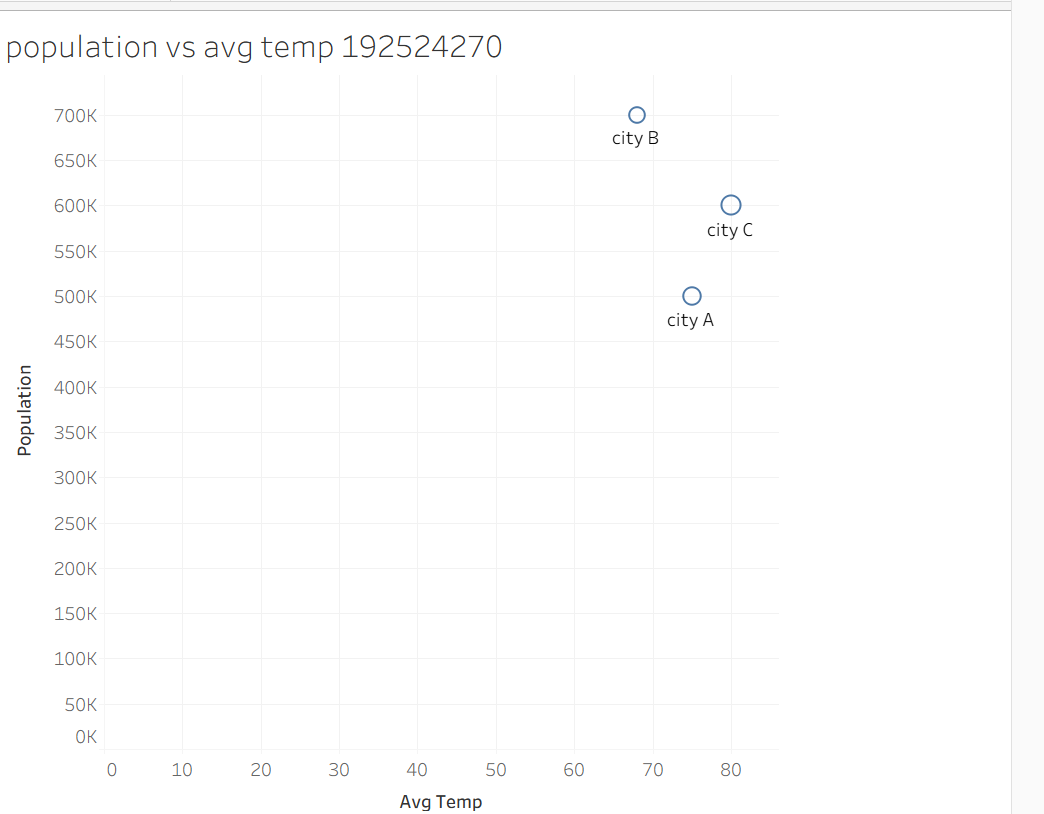 population vs avg temp 192524270
700K
city B
650K
600K
city C
550K
500K
city A
450K
400K
Population
350K
300K
250K
200K
150K
100K
50K
0K
0 10 20 30 40 50 60 70 80
Avg Temp